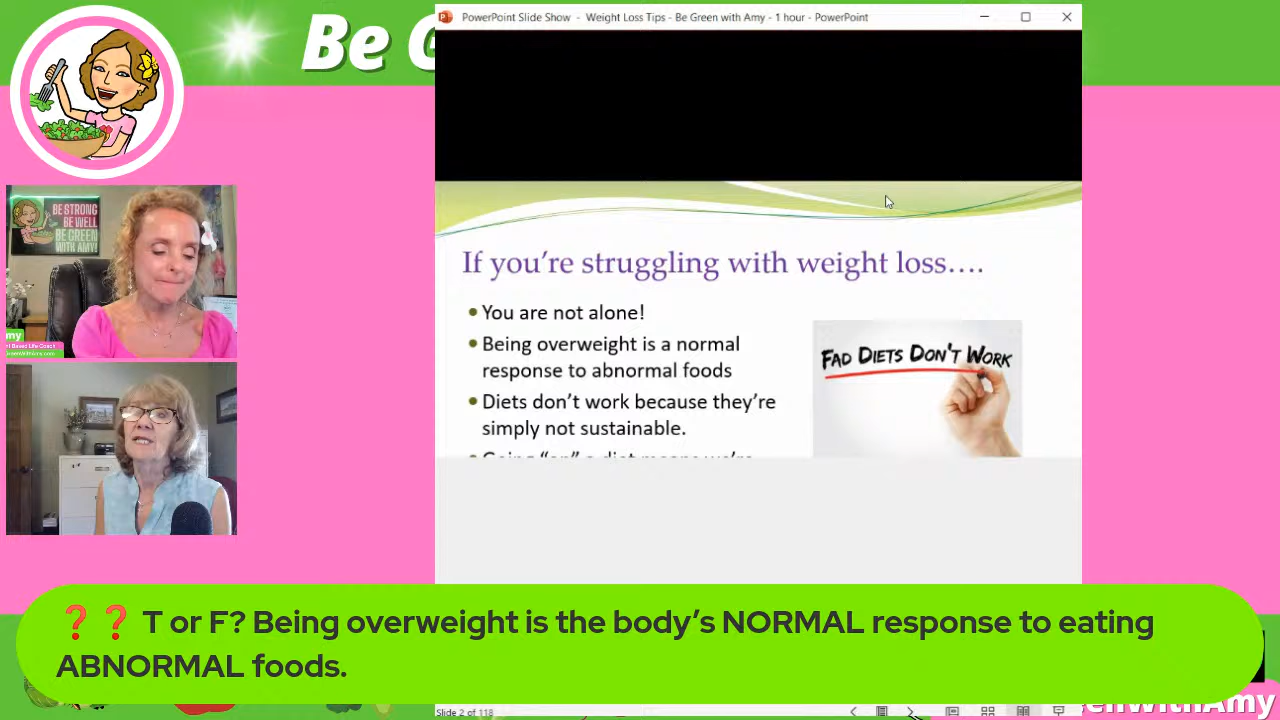 Be G
PowerPoint Slide Show - Weight Loss Tips - Be Green with Amy - 1 hour - PowerPoint
BE STRONG
BE WELL
BE GREEN
WITH AMY!
If you're struggling with weight loss….
• You are not alone!
• Being overweight is a normal
response to abnormal foods
• Diets don't work because they're
simply not sustainable.
FAD DIETS DON'T WORK
❓❓ T or F? Being overweight is the body's NORMAL response to eating
ABNORMAL foods.
Slide 2 of 118
enWithAmy